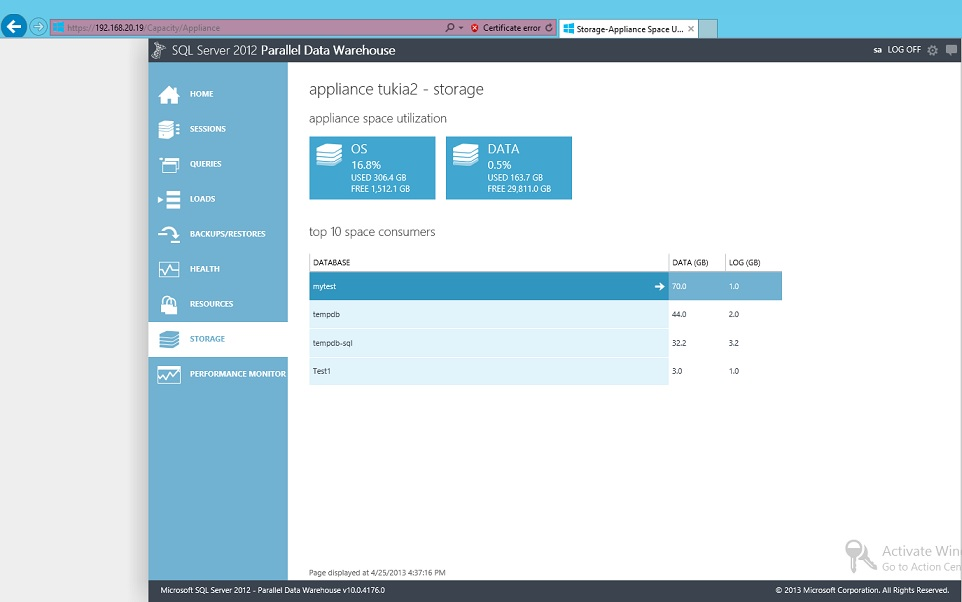 https://192.168.20.19/Capacity/Appliance
Certificate error
Storage-Appliance Space U...
SQL Server 2012 Parallel Data Warehouse
sa LOG OFF
HOME
SESSIONS
QUERIES
LOADS
BACKUPS/RESTORES
HEALTH
RESOURCES
STORAGE
PERFORMANCE MONITOR
appliance tukia2 - storage
appliance space utilization
OS
16.8%
USED 306.4 GB
FREE 1,512.1 GB
DATA
0.5%
USED 163.7 GB
FREE 29,811.0 GB
top 10 space consumers
DATABASE DATA (GB) LOG (GB)
mytest 70.0 1.0
tempdb 44.0 2.0
tempdb-sql 32.2 3.2
Test1 3.0 1.0
Page displayed at 4/25/2013 4:37:16 PM
Activate Win
Go to Action Cen
Microsoft SQL Server 2012 - Parallel Data Warehouse v10.0.4176.0
© 2013 Microsoft Corporation. All Rights Reserved.